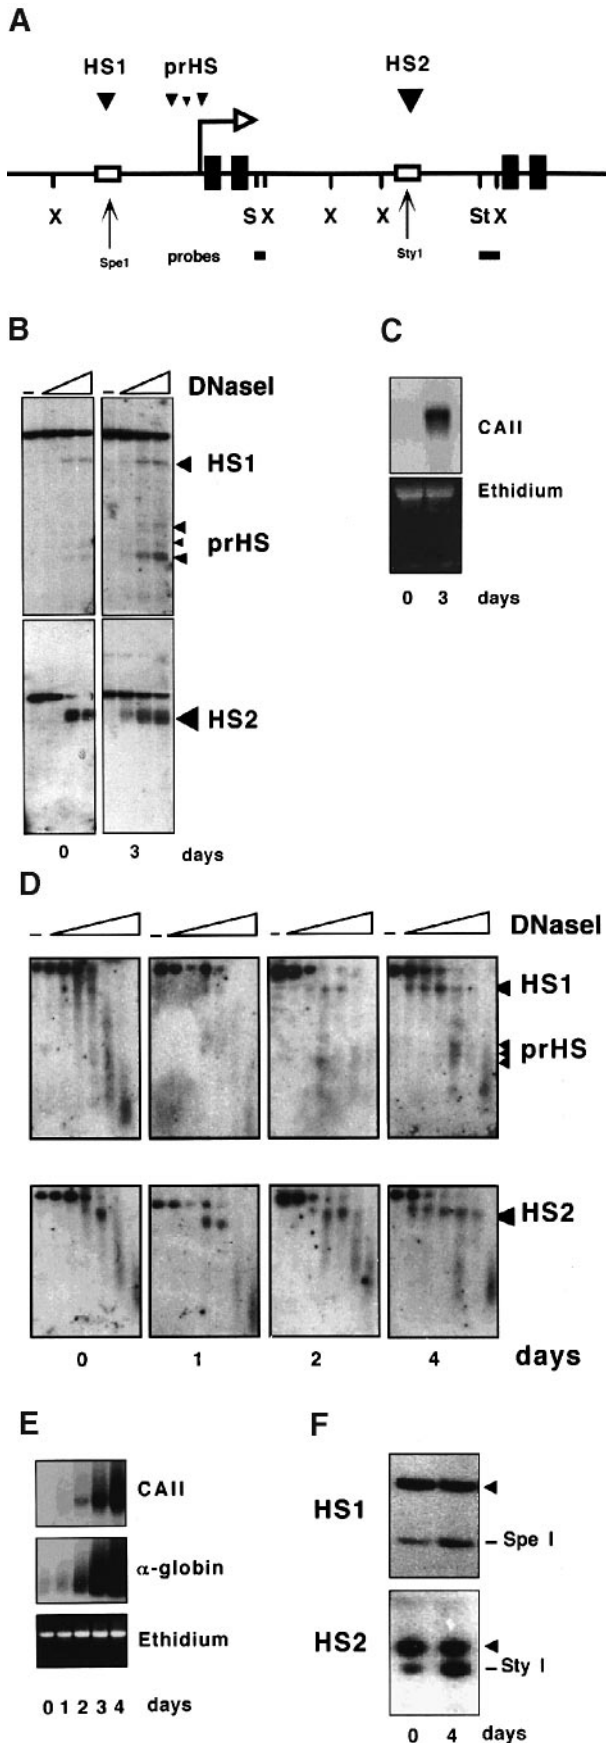 A
HS1 prHS HS2
X S X X X St X
Spe1 probes Sty1
B
DNaseI
HS1
prHS
HS2
0 3 days
C
CAII
Ethidium
0 3 days
D
DNaseI
HS1
prHS
HS2
0 1 2 4 days
E
CAII
α-globin
Ethidium
0 1 2 3 4 days
F
HS1
Spe I
HS2
Sty I
0 4 days